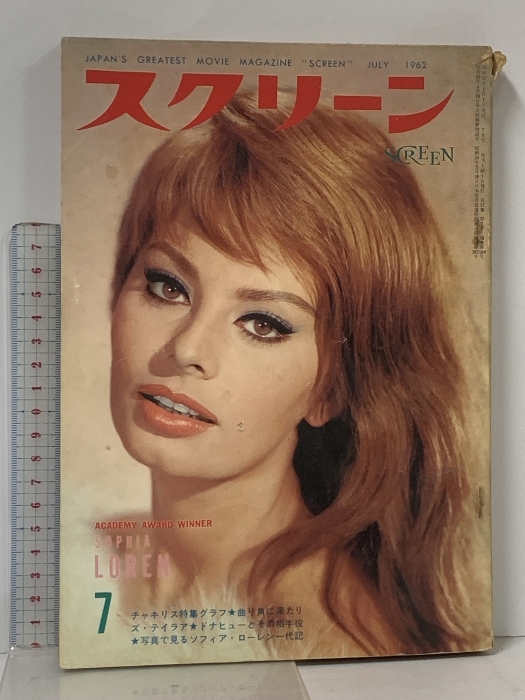 JAPAN'S GREATEST MOVIE MAGAZINE "SCREEN" JULY 1962
スクリーン
SCREEN
ACADEMY AWARD WINNER
SOPHIA
LOREN
7
チャキリス特集グラフ★曲り角に来たリ
ズ・テイラア★ドナヒューとその相手役
★写真で見るソフィア・ローレン一代記